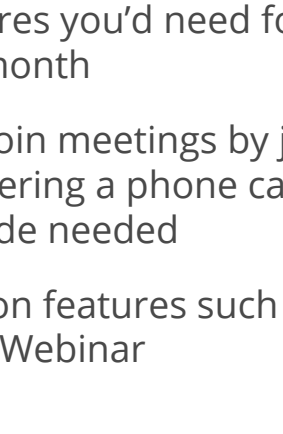 res you'd need fo
month
oin meetings by j
ering a phone ca
de needed
on features such
Webinar